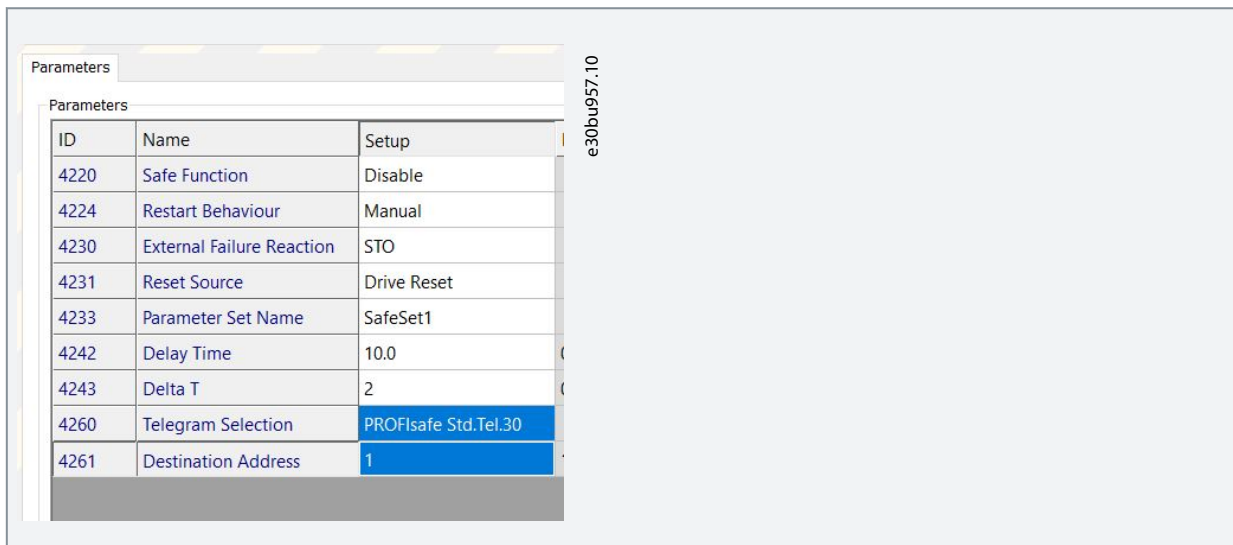 Parameters
Parameters
ID Name Setup
4220 Safe Function Disable
4224 Restart Behaviour Manual
4230 External Failure Reaction STO
4231 Reset Source Drive Reset
4233 Parameter Set Name SafeSet1
4242 Delay Time 10.0
4243 Delta T 2
4260 Telegram Selection PROFIsafe Std.Tel.30
4261 Destination Address 1
e30bu957.10